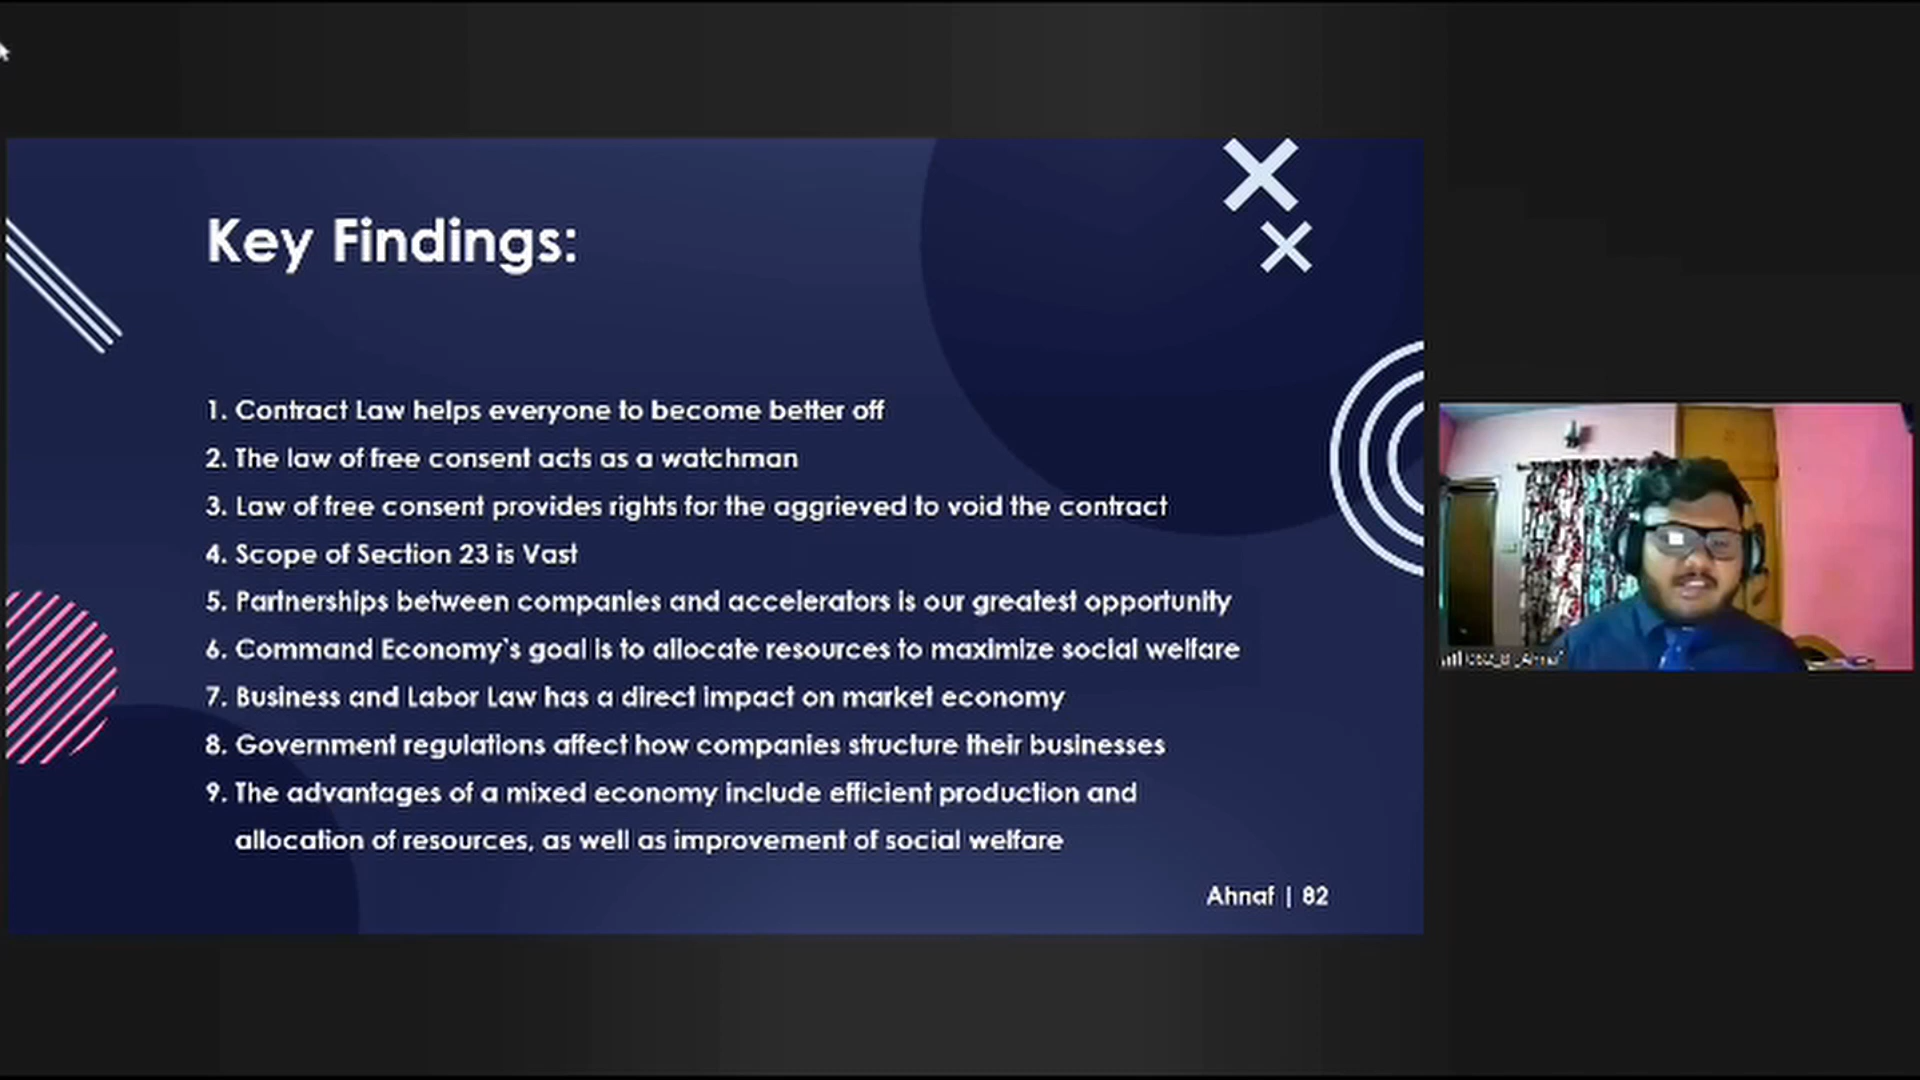 Key Findings:
1. Contract Law helps everyone to become better off
2. The law of free consent acts as a watchman
3. Law of free consent provides rights for the aggrieved to void the contract
4. Scope of Section 23 is Vast
5. Partnerships between companies and accelerators is our greatest opportunity
6. Command Economy`s goal is to allocate resources to maximize social welfare
7. Business and Labor Law has a direct impact on market economy
8. Government regulations affect how companies structure their businesses
9. The advantages of a mixed economy include efficient production and
allocation of resources, as well as improvement of social welfare
Ahnaf | 82